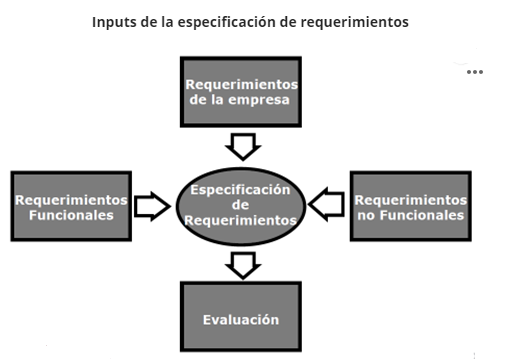 Inputs de la especificación de requerimientos
Requerimientos
de la empresa
Requerimientos
Funcionales
Especificación
de
Requerimientos
Requerimientos
no Funcionales
Evaluación